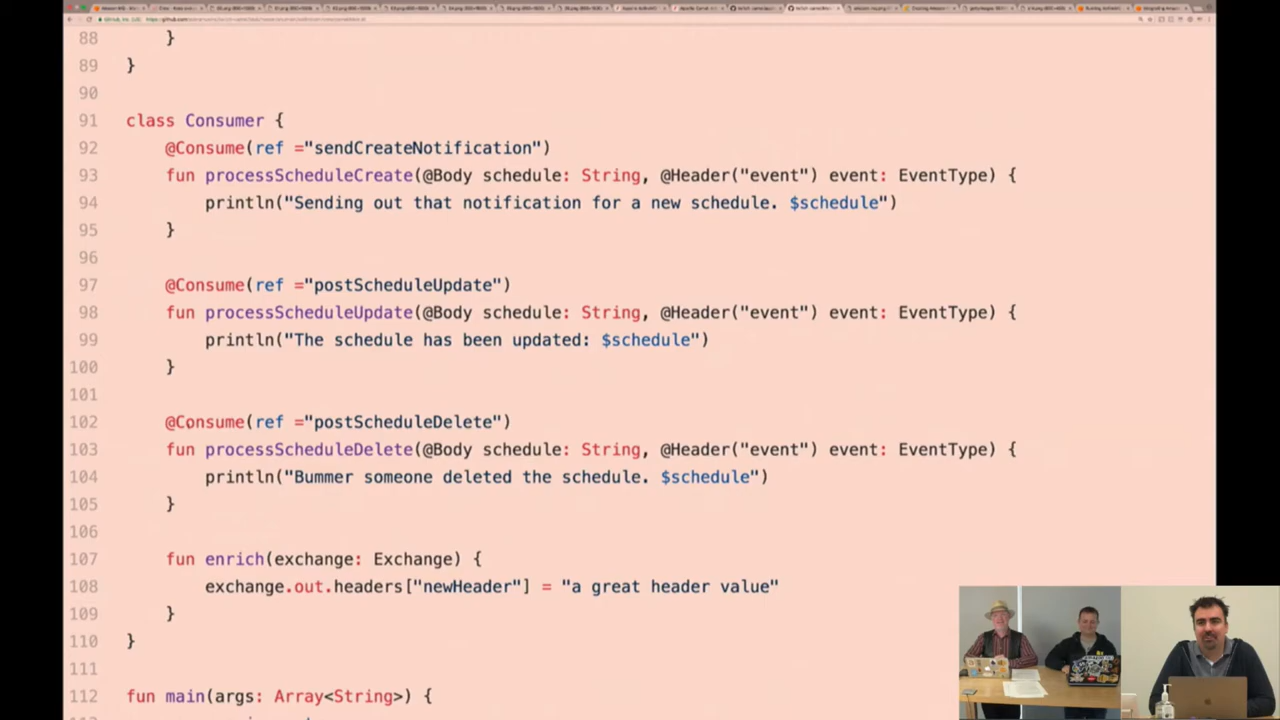 88 }
89 }
90
91 class Consumer {
92 @Consume(ref ="sendCreateNotification")
93 fun processScheduleCreate(@Body schedule: String, @Header("event") event: EventType) {
94 println("Sending out that notification for a new schedule. $schedule")
95 }
96
97 @Consume(ref ="postScheduleUpdate")
98 fun processScheduleUpdate(@Body schedule: String, @Header("event") event: EventType) {
99 println("The schedule has been updated: $schedule")
100 }
101
102 @Consume(ref ="postScheduleDelete")
103 fun processScheduleDelete(@Body schedule: String, @Header("event") event: EventType) {
104 println("Bummer someone deleted the schedule. $schedule")
105 }
106
107 fun enrich(exchange: Exchange) {
108 exchange.out.headers["newHeader"] = "a great header value"
109 }
110 }
111
112 fun main(args: Array<String>) {